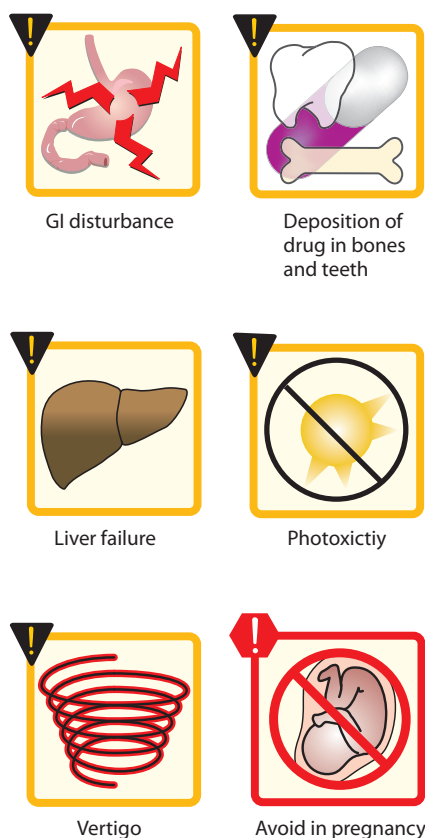 GI disturbance
Deposition of
drug in bones
and teeth
Liver failure
Photoxictiy
Vertigo
Avoid in pregnancy